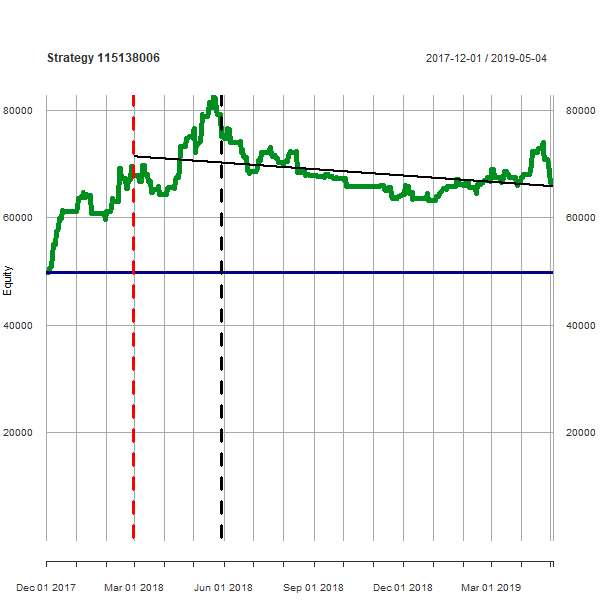 Strategy 115138006
2017-12-01 / 2019-05-04
80000
80000
60000
60000
Equity
40000
40000
20000
20000
Dec 01 2017
Mar 01 2018
Jun 01 2018
Sep 01 2018
Dec 01 2018
Mar 01 2019